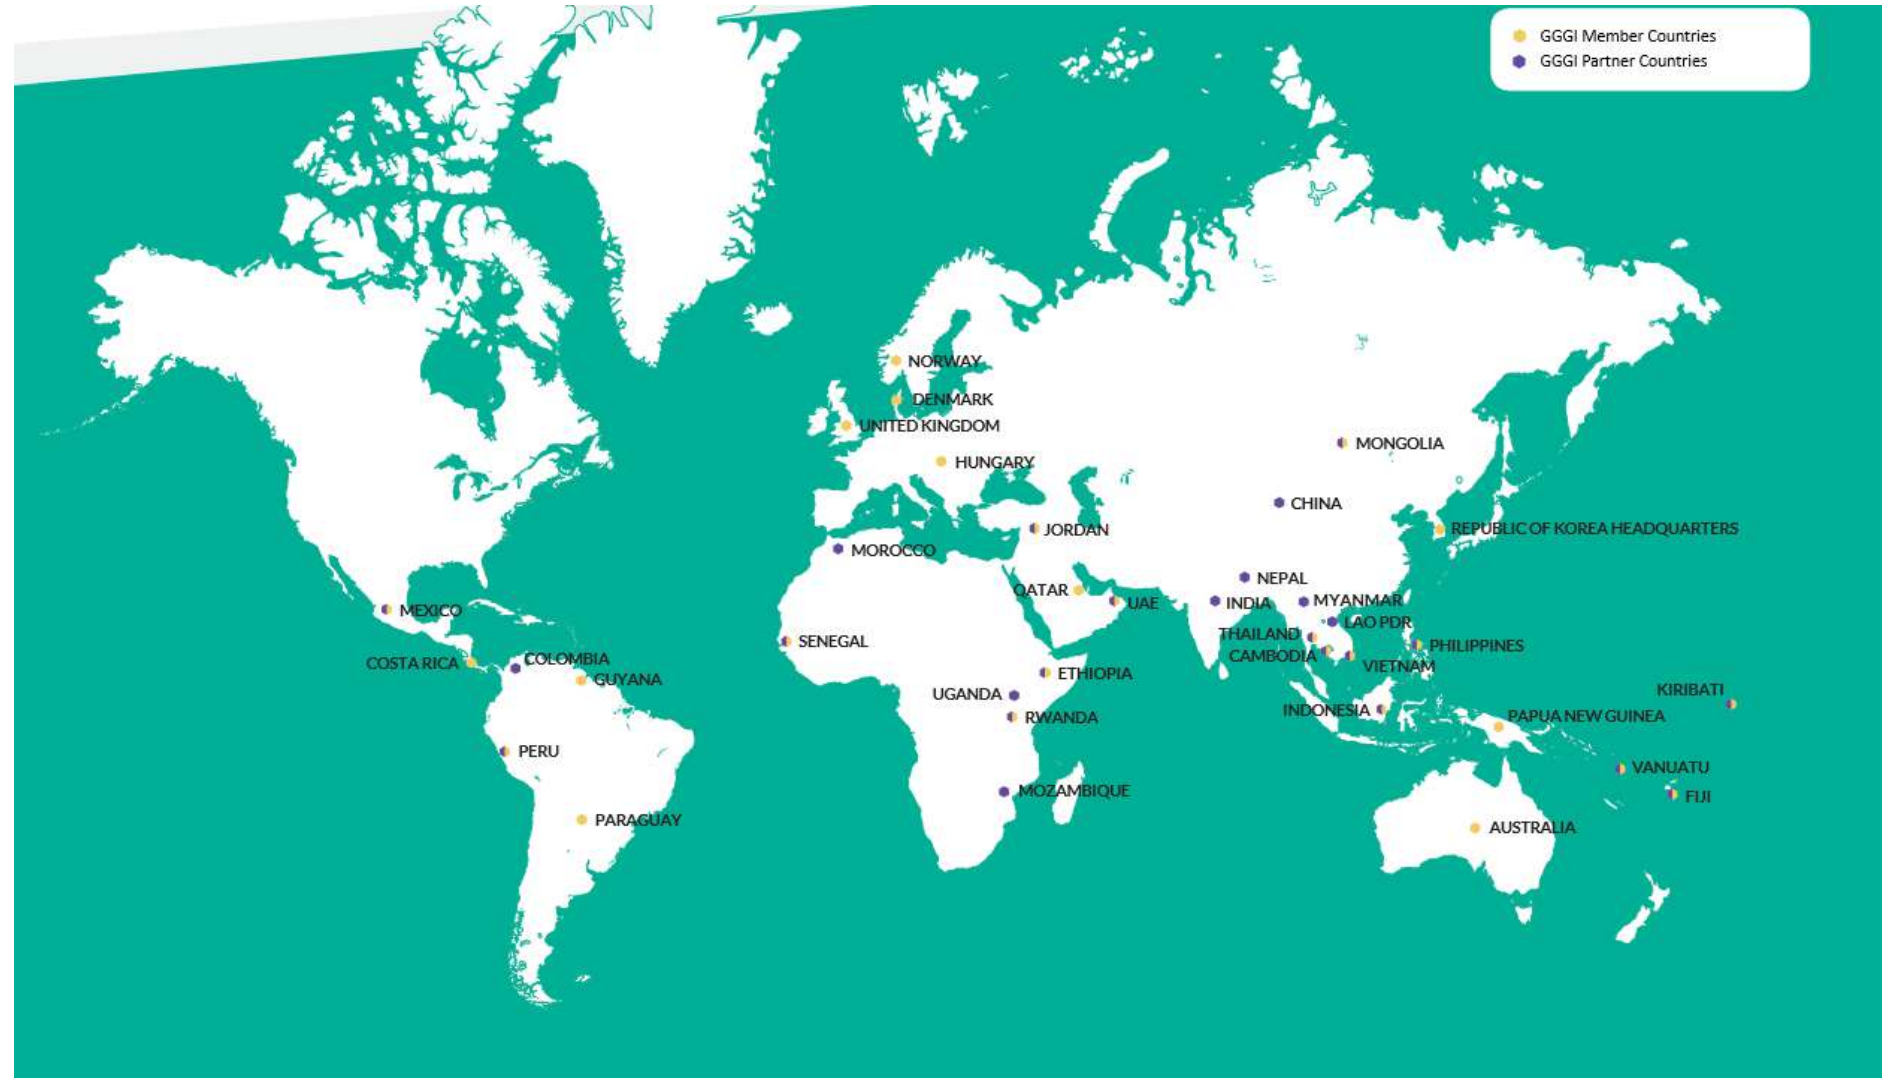 GGGI Member Countries
GGGI Partner Countries
NORWAY
DENMARK
UNITED KINGDOM
HUNGARY
MONGOLIA
CHINA
JORDAN
REPUBLIC OF KOREA HEADQUARTERS
MOROCCO
NEPAL
QATAR
UAE
INDIA
MYANMAR
MEXICO
LAO PDR
THAILAND
SENEGAL
PHILIPPINES
CAMBODIA
VIETNAM
COSTA RICA
COLOMBIA
GUYANA
ETHIOPIA
UGANDA
KIRIBATI
INDONESIA
RWANDA
PAPUA NEW GUINEA
PERU
VANUATU
MOZAMBIQUE
FIJI
PARAGUAY
AUSTRALIA